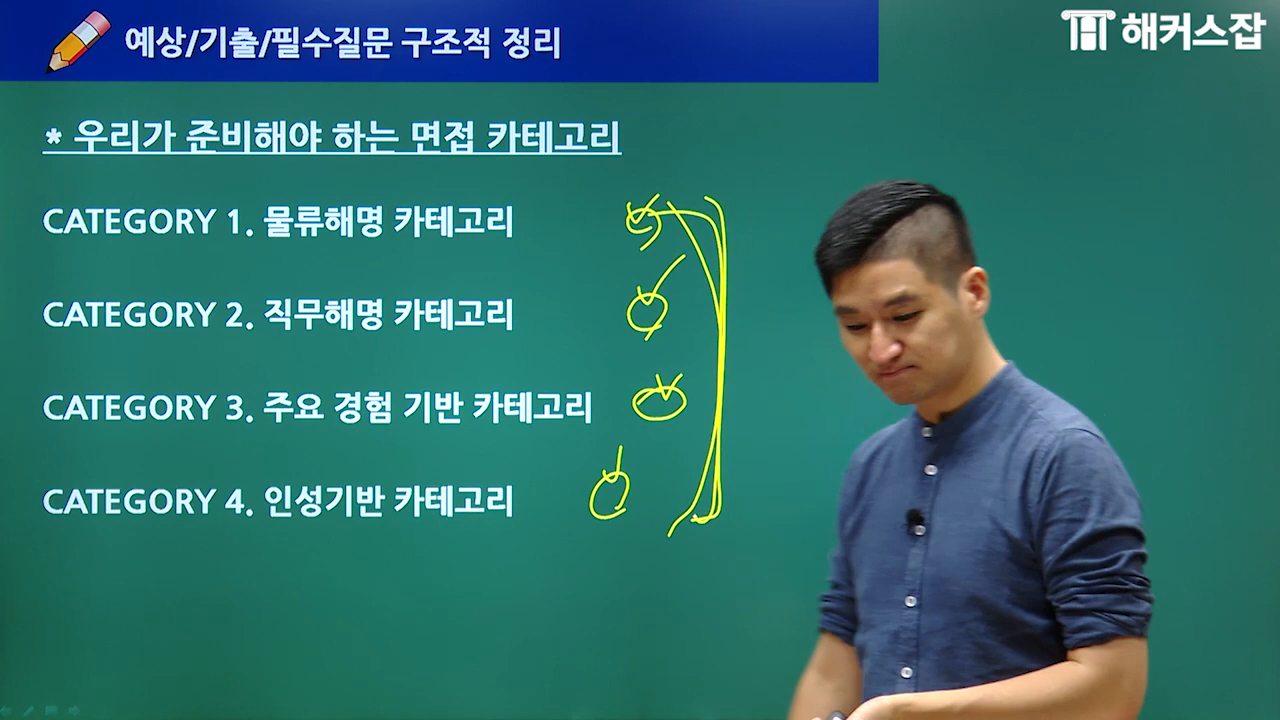 예상/기출/필수질문 구조적 정리
해커스잡
* 우리가 준비해야 하는 면접 카테고리
CATEGORY 1. 물류해명 카테고리
CATEGORY 2. 직무해명 카테고리
CATEGORY 3. 주요 경험 기반 카테고리
CATEGORY 4. 인성기반 카테고리